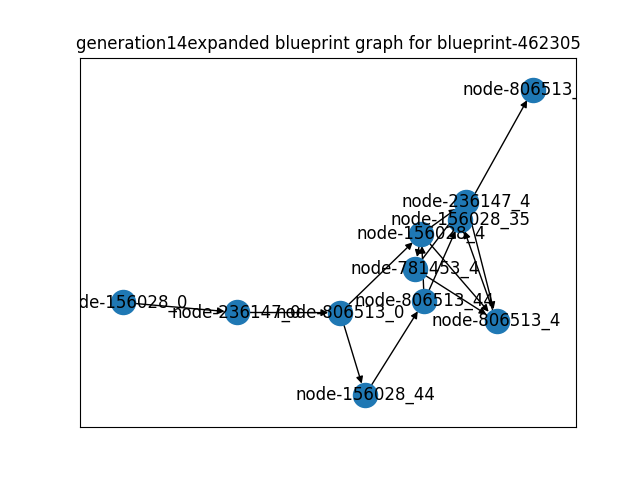 generation14expanded blueprint graph for blueprint-462305
node-806513_
node-236147_4
node-156028_35
node-156028_4
node-781453_4
node-806513_44
de-156028_0
node-236147_0
node-806513_0
node-806513_4
node-156028_44